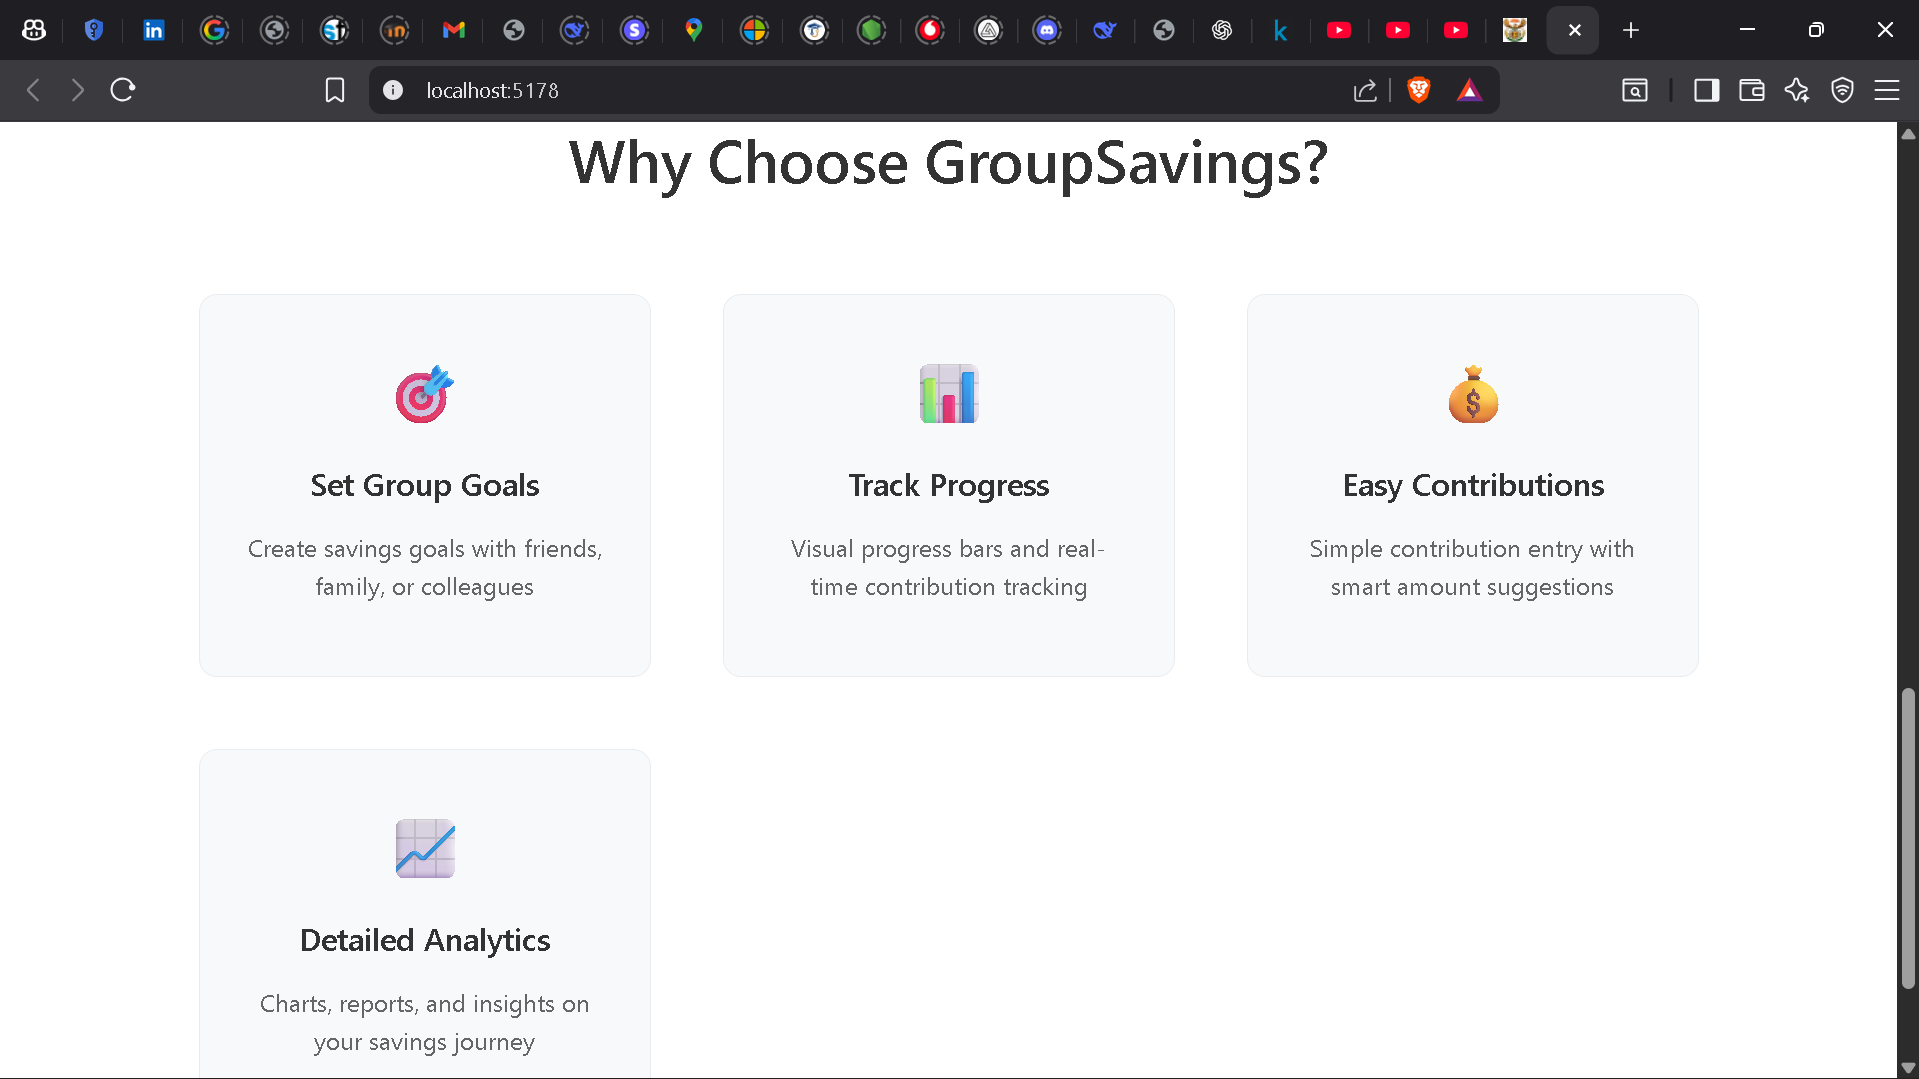 localhost:5178
Why Choose GroupSavings?
Set Group Goals
Create savings goals with friends,
family, or colleagues
Track Progress
Visual progress bars and real-
time contribution tracking
Easy Contributions
Simple contribution entry with
smart amount suggestions
Detailed Analytics
Charts, reports, and insights on
your savings journey